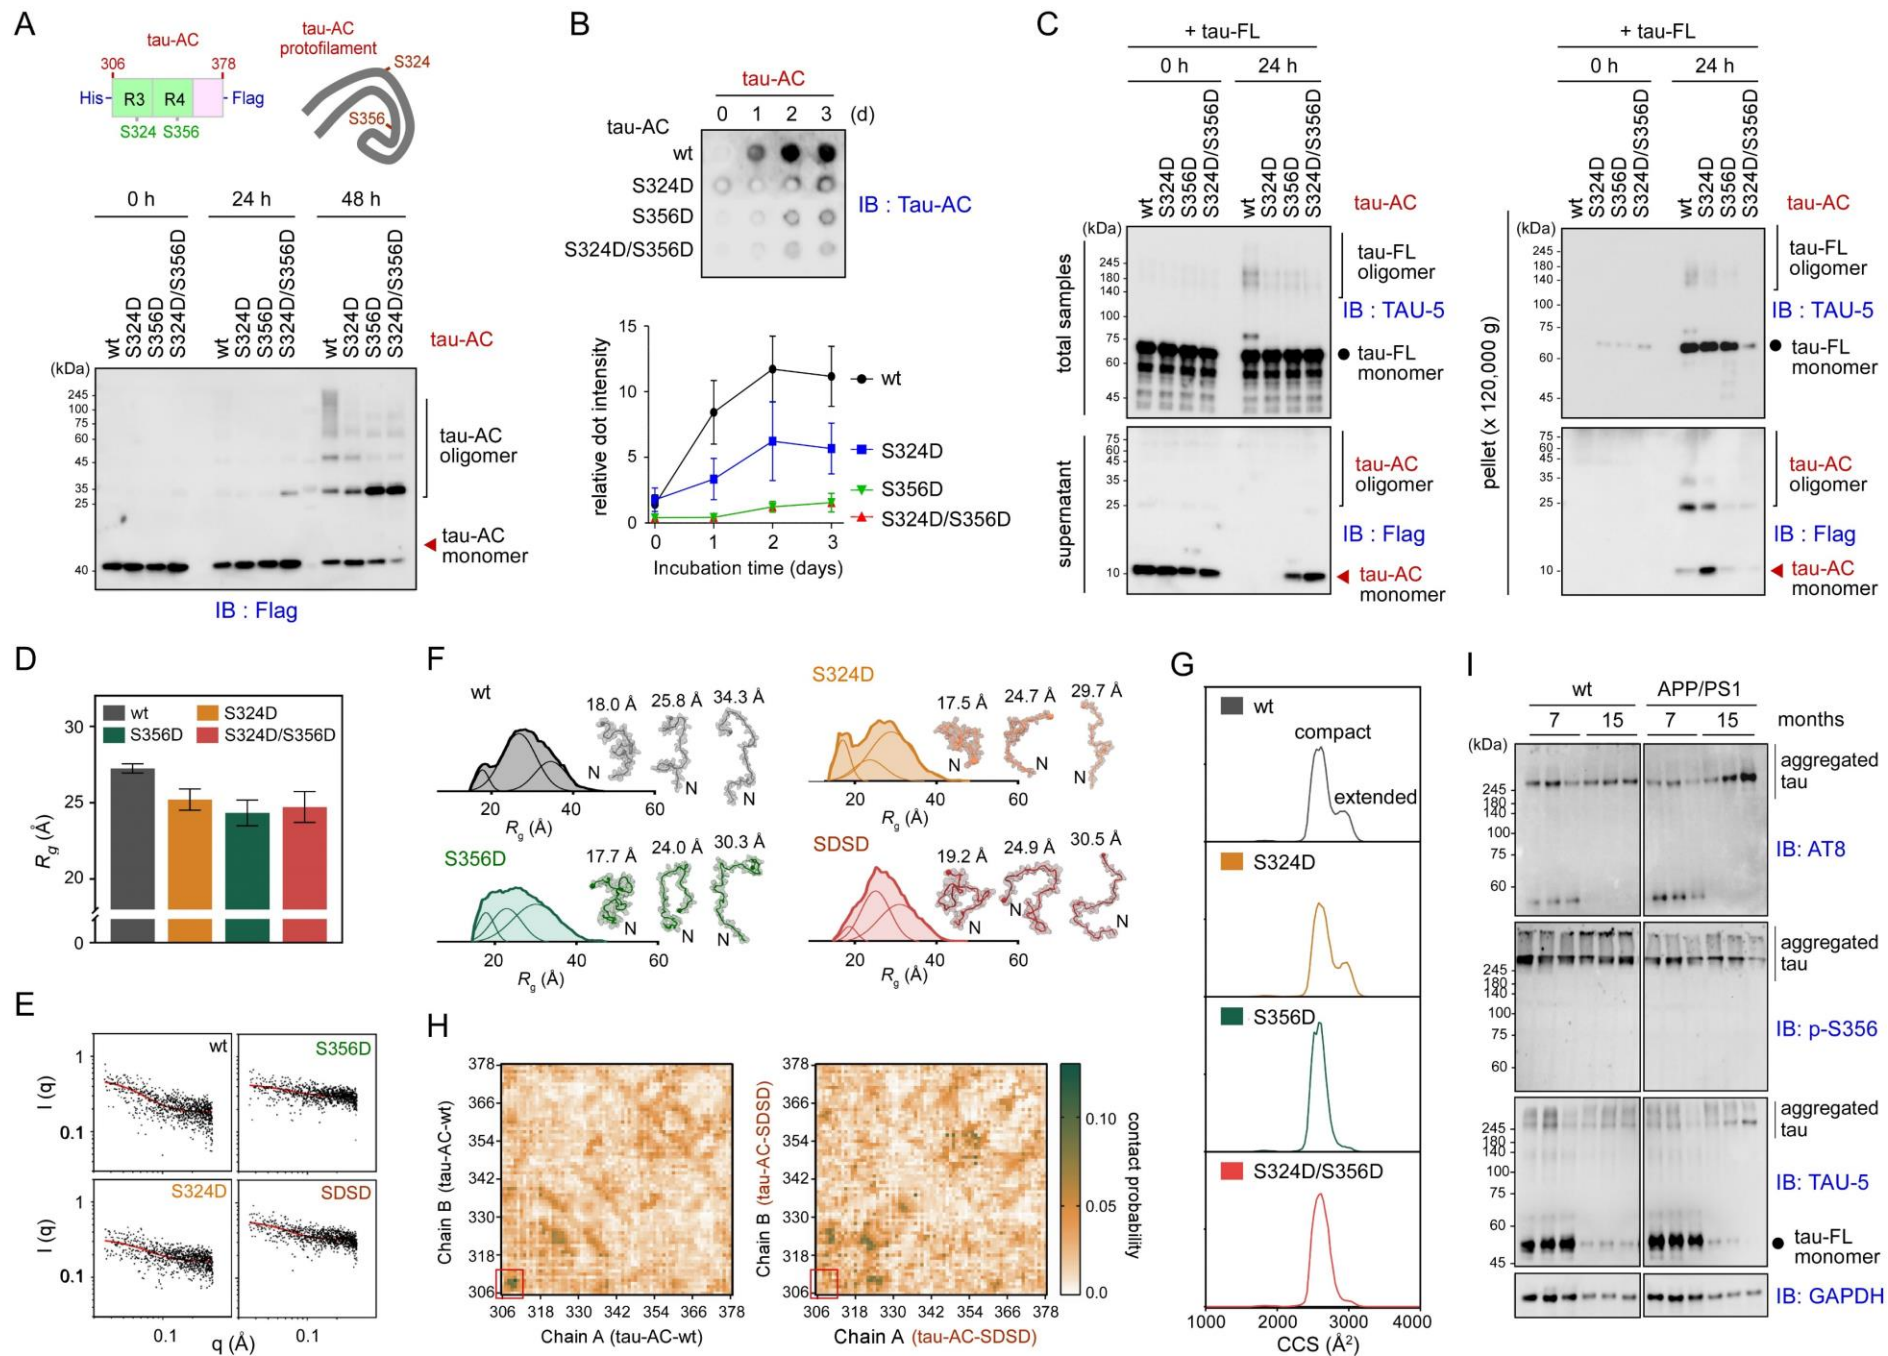 A
tau-AC
306 378
His R3 R4 Flag
S324 S356
tau-AC
protofilament
S324
S356
0 h 24 h 48 h
wt S324D S356D S324D/S356D wt S324D S356D S324D/S356D wt S324D S356D S324D/S356D
tau-AC
(kDa)
245
100
75
60
45
35
25
40
tau-AC
oligomer
tau-AC
monomer
IB : Flag
B
tau-AC
0 1 2 3 (d)
tau-AC
wt
S324D
S356D
S324D/S356D
IB : Tau-AC
relative dot intensity
15
10
5
0
wt
S324D
S356D
S324D/S356D
0 1 2 3
Incubation time (days)
C
+ tau-FL
0 h 24 h
wt S324D S356D S324D/S356D wt S324D S356D S324D/S356D
tau-AC
(kDa)
total samples
245
180
140
100
75
60
45
tau-FL
oligomer
IB : TAU-5
tau-FL
monomer
supernatant
75
60
45
35
25
10
tau-AC
oligomer
IB : Flag
tau-AC
monomer
+ tau-FL
0 h 24 h
wt S324D S356D S324D/S356D wt S324D S356D S324D/S356D
tau-AC
(kDa)
pellet (x 120,000 g)
245
180
140
100
75
60
45
tau-FL
oligomer
IB : TAU-5
tau-FL
monomer
75
60
45
35
25
10
tau-AC
oligomer
IB : Flag
tau-AC
monomer
D
Rg (Å)
30
25
20
0
wt S324D
S356D S324D/S356D
E
I (q)
1
0.1
wt S356D
I (q)
1
0.1
S324D SDSD
0.1 0.1
q (Å)
F
wt
18.0 Å 25.8 Å 34.3 Å
N N N
20 40 60
Rg (Å)
S324D
17.5 Å 24.7 Å 29.7 Å
N N N
20 40 60
Rg (Å)
S356D
17.7 Å 24.0 Å 30.3 Å
N N N
20 40 60
Rg (Å)
SDSD
19.2 Å 24.9 Å 30.5 Å
N N N
20 40 60
Rg (Å)
G
wt
compact
extended
S324D
S356D
S324D/S356D
1000 2000 3000 4000
CCS (Å²)
H
Chain B (tau-AC-wt)
378
366
354
342
330
318
306
306 318 330 342 354 366 378
Chain A (tau-AC-wt)
Chain B (tau-AC-SDSD)
378
366
354
342
330
318
306
306 318 330 342 354 366 378
Chain A (tau-AC-SDSD)
0.10
0.05
0.0
contact probability
I
wt APP/PS1
7 15 7 15 months
(kDa)
245
180
140
100
75
60
aggregated
tau
IB: AT8
245
180
140
100
75
60
aggregated
tau
IB: p-S356
245
180
140
100
75
60
45
aggregated
tau
IB: TAU-5
tau-FL
monomer
IB: GAPDH